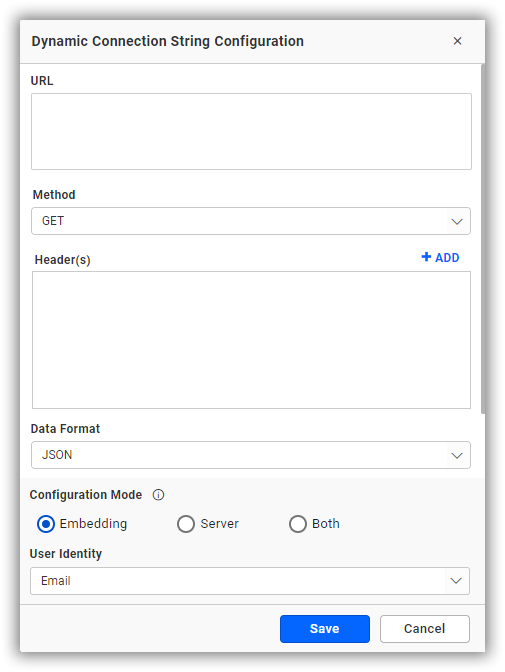 Dynamic Connection String Configuration ×
URL
Method
GET
Header(s) + ADD
Data Format
JSON
Configuration Mode
Embedding Server Both
User Identity
Email
Save Cancel